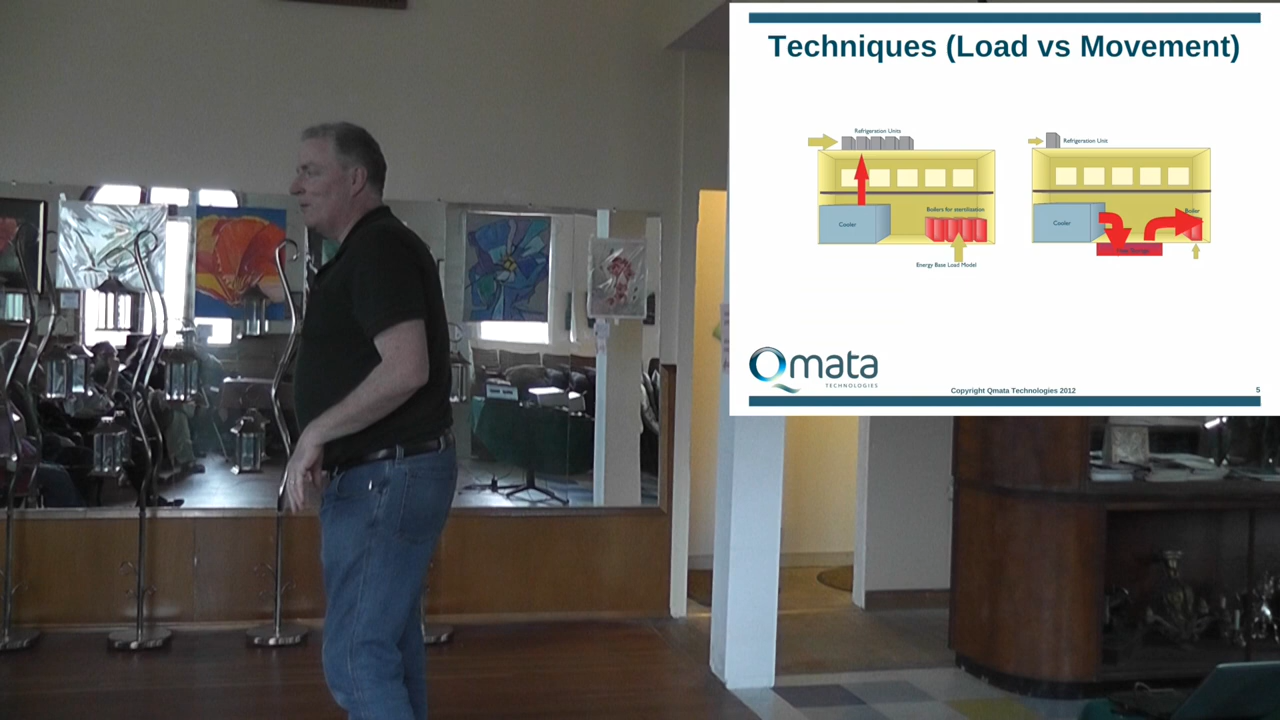 Techniques (Load vs Movement)
Refrigeration Units
Cooler
Boilers for sterilisation
Energy Base Load Model
Refrigeration Unit
Cooler
Boiler
Qmata
TECHNOLOGIES
Copyright Qmata Technologies 2012
5